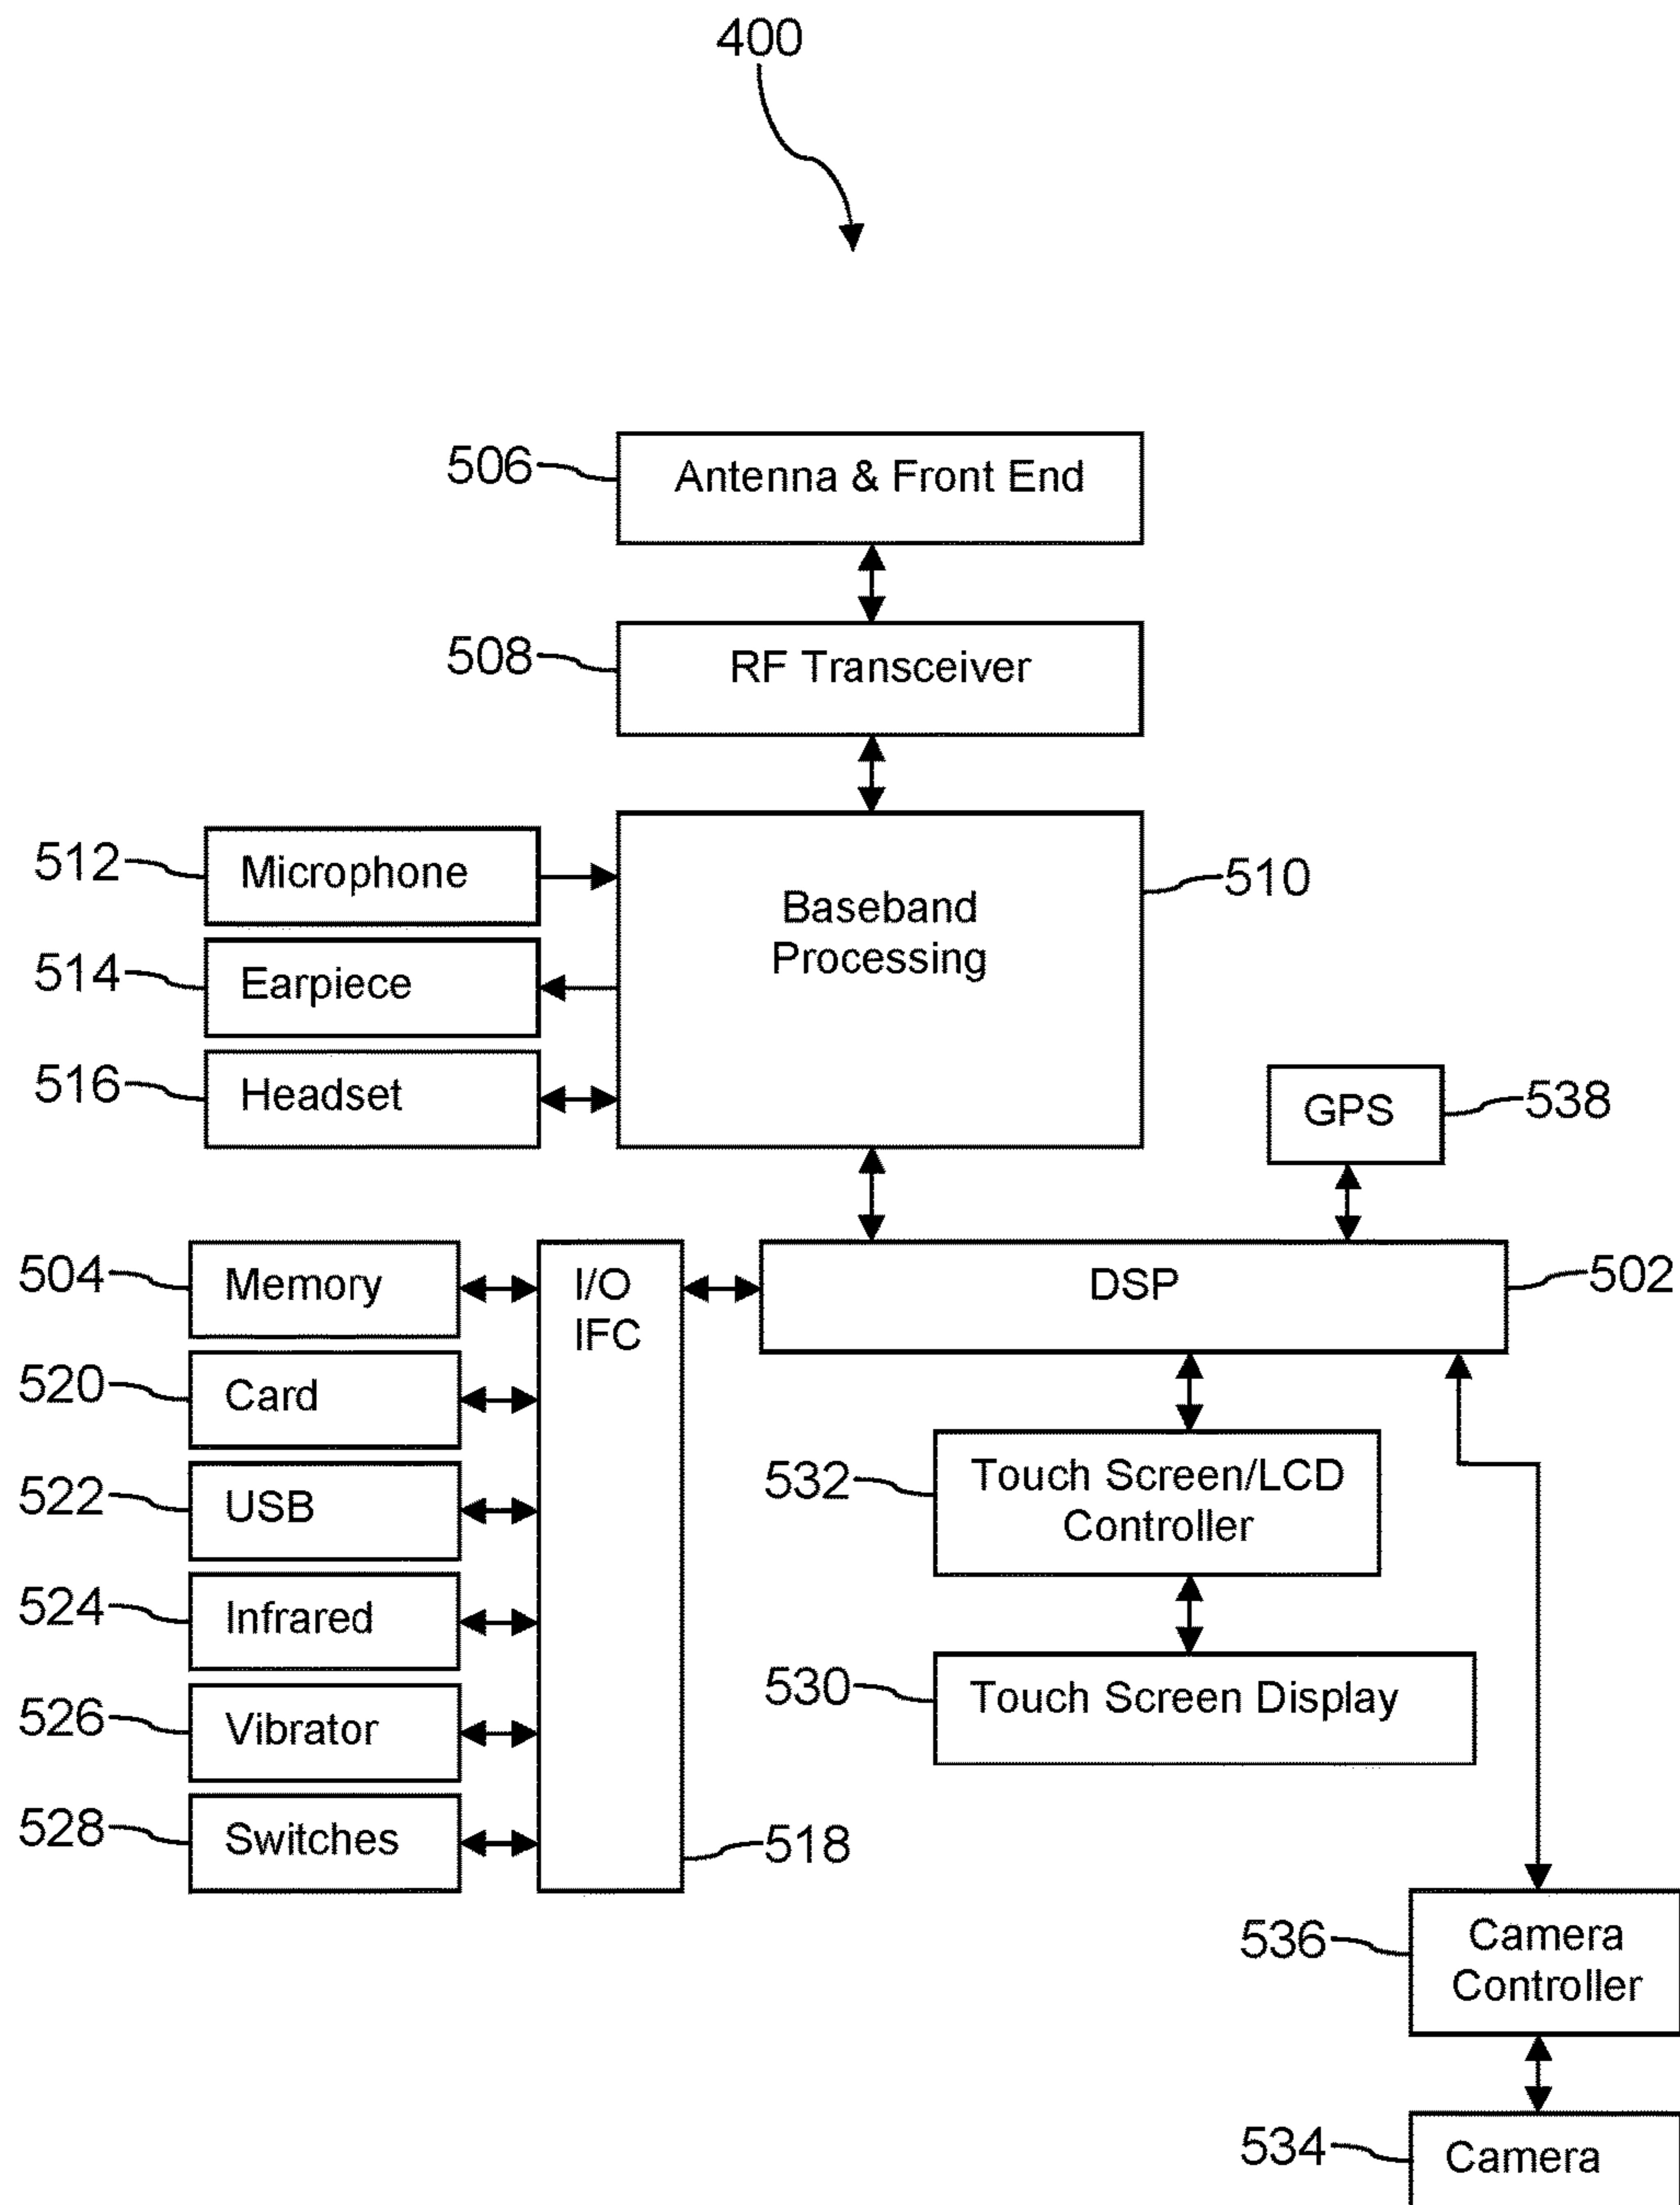 400
506 Antenna & Front End
508 RF Transceiver
512 Microphone
Baseband
Processing
510
514 Earpiece
516 Headset
GPS 538
504 Memory
I/O
IFC
DSP 502
520 Card
522 USB
532 Touch Screen/LCD
Controller
524 Infrared
526 Vibrator
530 Touch Screen Display
528 Switches
518
536 Camera
Controller
534 Camera